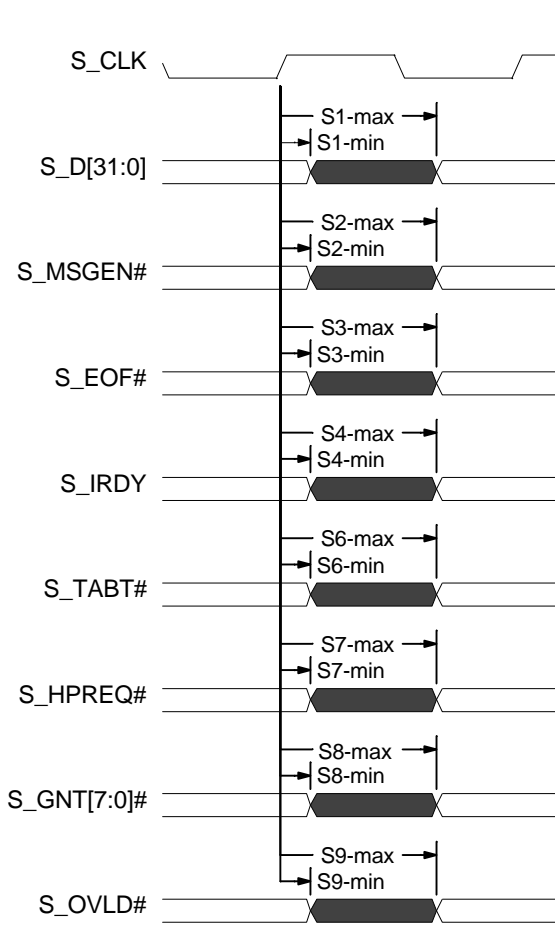 S_CLK
S1-max
S1-min
S_D[31:0]
S2-max
S2-min
S_MSGEN#
S3-max
S3-min
S_EOF#
S4-max
S4-min
S_IRDY
S6-max
S6-min
S_TABT#
S7-max
S7-min
S_HPREQ#
S8-max
S8-min
S_GNT[7:0]#
S9-max
S9-min
S_OVLD#